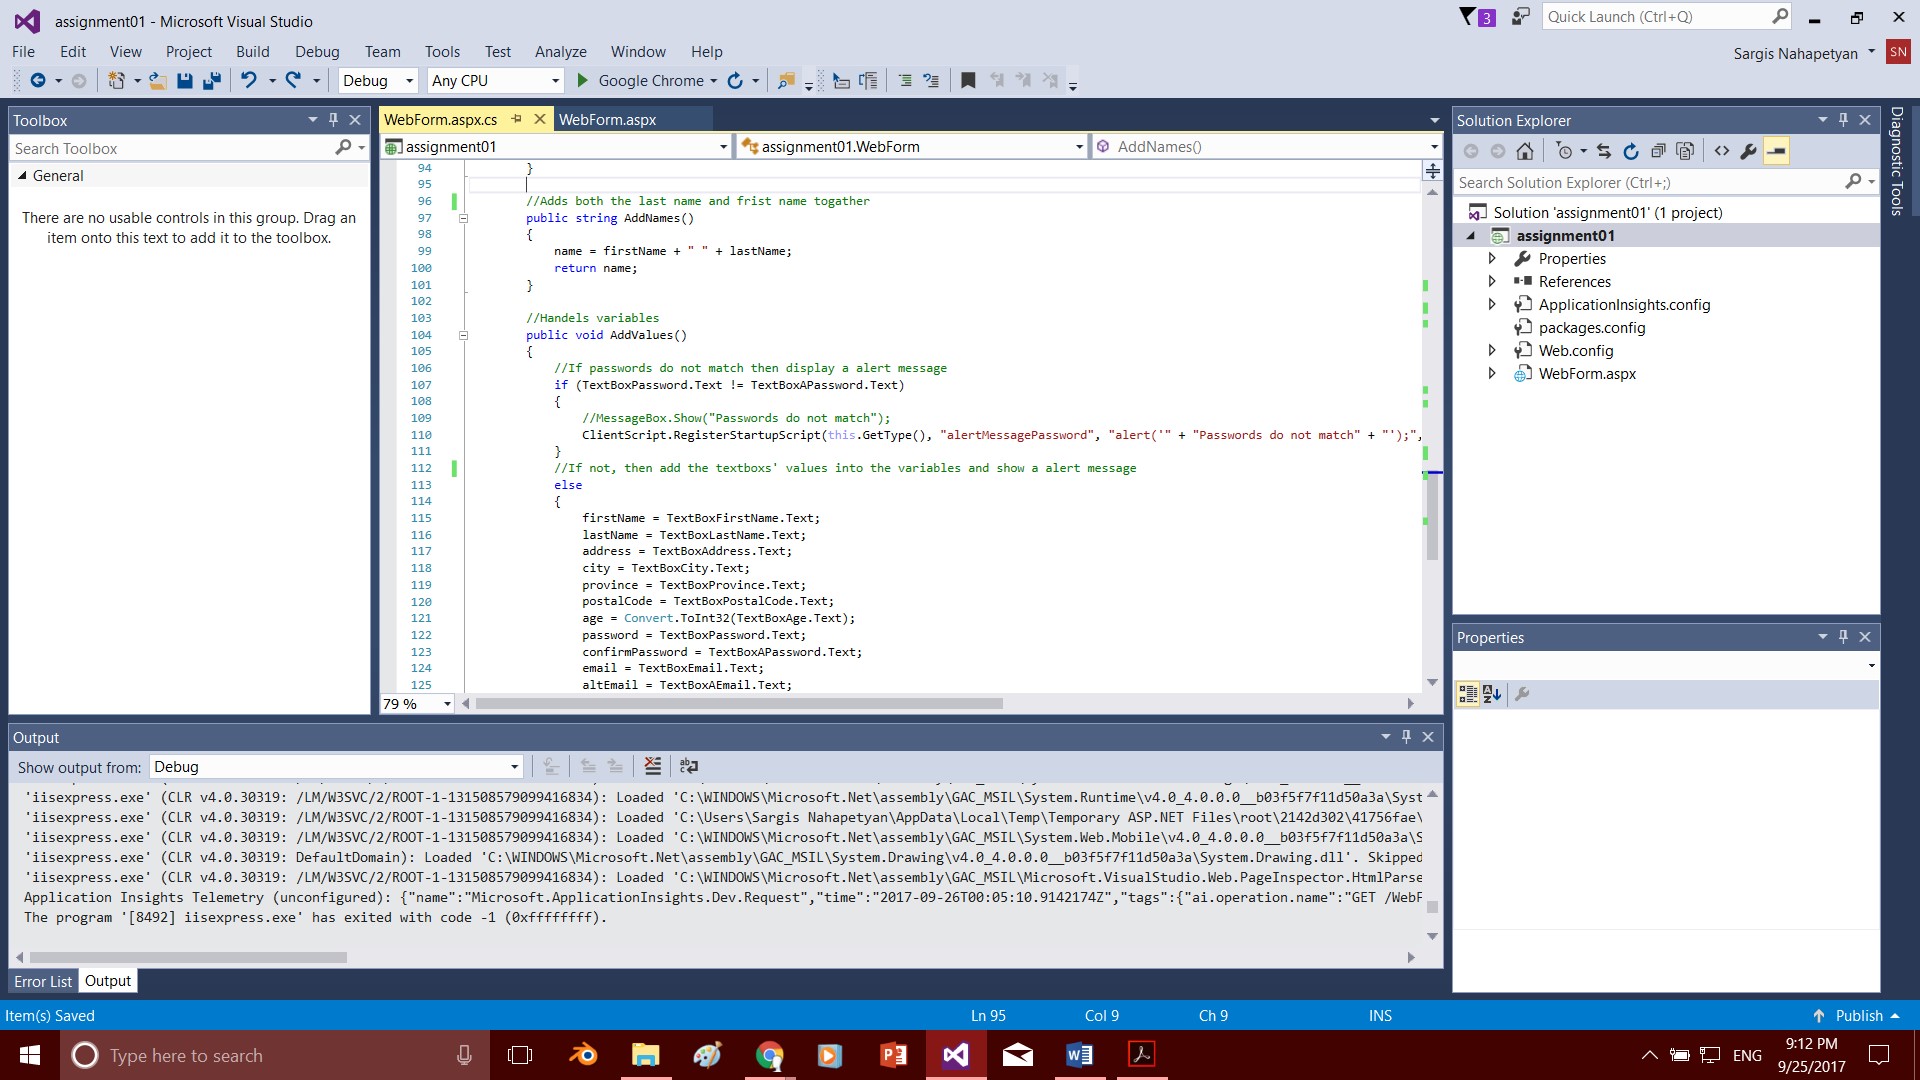 assignment01 - Microsoft Visual Studio
3
Quick Launch (Ctrl+Q)
File Edit View Project Build Debug Team Tools Test Analyze Window Help
Sargis Nahapetyan SN
Debug Any CPU Google Chrome
Toolbox
Search Toolbox
General
There are no usable controls in this group. Drag an
item onto this text to add it to the toolbox.
WebForm.aspx.cs WebForm.aspx
assignment01 assignment01.WebForm AddNames()
94 }
95
96 //Adds both the last name and frist name togather
97 public string AddNames()
98 {
99 name = firstName + " " + lastName;
100 return name;
101 }
102
103 //Handels variables
104 public void AddValues()
105 {
106 //If passwords do not match then display a alert message
107 if (TextBoxPassword.Text != TextBoxAPassword.Text)
108 {
109 //MessageBox.Show("Passwords do not match");
110 ClientScript.RegisterStartupScript(this.GetType(), "alertMessagePassword", "alert('" + "Passwords do not match" + "');",
111 }
112 //If not, then add the textboxs' values into the variables and show a alert message
113 else
114 {
115 firstName = TextBoxFirstName.Text;
116 lastName = TextBoxLastName.Text;
117 address = TextBoxAddress.Text;
118 city = TextBoxCity.Text;
119 province = TextBoxProvince.Text;
120 postalCode = TextBoxPostalCode.Text;
121 age = Convert.ToInt32(TextBoxAge.Text);
122 password = TextBoxPassword.Text;
123 confirmPassword = TextBoxAPassword.Text;
124 email = TextBoxEmail.Text;
125 altEmail = TextBoxAEmail.Text;
79 %
Solution Explorer
Search Solution Explorer (Ctrl+;)
Solution 'assignment01' (1 project)
assignment01
Properties
References
ApplicationInsights.config
packages.config
Web.config
WebForm.aspx
Diagnostic Tools
Properties
Output
Show output from: Debug
'iisexpress.exe' (CLR v4.0.30319: /LM/W3SVC/2/ROOT-1-131508579099416834): Loaded 'C:\WINDOWS\Microsoft.Net\assembly\GAC_MSIL\System.Runtime\v4.0_4.0.0.0__b03f5f7f11d50a3a\Syst
'iisexpress.exe' (CLR v4.0.30319: /LM/W3SVC/2/ROOT-1-131508579099416834): Loaded 'C:\Users\Sargis Nahapetyan\AppData\Local\Temp\Temporary ASP.NET Files\root\2142d302\41756fae\
'iisexpress.exe' (CLR v4.0.30319: /LM/W3SVC/2/ROOT-1-131508579099416834): Loaded 'C:\WINDOWS\Microsoft.Net\assembly\GAC_MSIL\System.Web.Mobile\v4.0_4.0.0.0__b03f5f7f11d50a3a\S
'iisexpress.exe' (CLR v4.0.30319: DefaultDomain): Loaded 'C:\WINDOWS\Microsoft.Net\assembly\GAC_MSIL\System.Drawing\v4.0_4.0.0.0__b03f5f7f11d50a3a\System.Drawing.dll'. Skipped
'iisexpress.exe' (CLR v4.0.30319: /LM/W3SVC/2/ROOT-1-131508579099416834): Loaded 'C:\WINDOWS\Microsoft.Net\assembly\GAC_MSIL\Microsoft.VisualStudio.Web.PageInspector.HtmlParse
Application Insights Telemetry (unconfigured): {"name":"Microsoft.ApplicationInsights.Dev.Request","time":"2017-09-26T00:05:10.9142174Z","tags":{"ai.operation.name":"GET /WebF
The program '[8492] iisexpress.exe' has exited with code -1 (0xffffffff).
Error List Output
Item(s) Saved Ln 95 Col 9 Ch 9 INS Publish
Type here to search
ENG
9:12 PM
9/25/2017